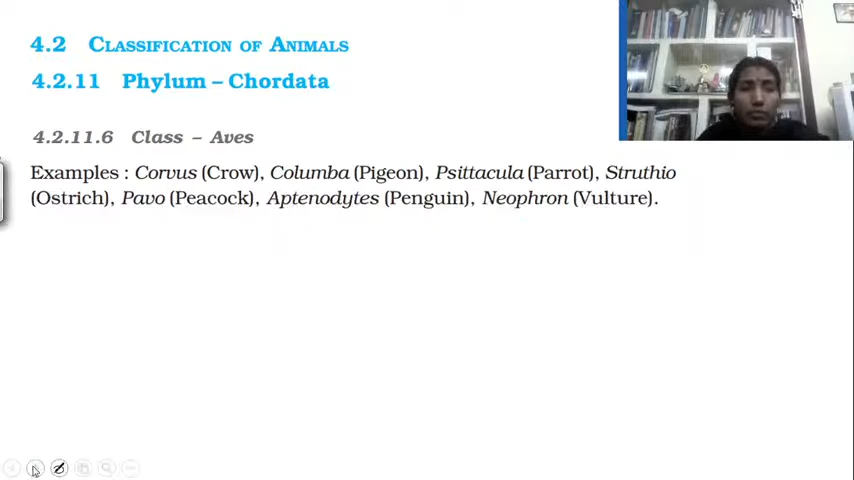 4.2 Classification of Animals
4.2.11 Phylum – Chordata
4.2.11.6 Class – Aves
Examples : Corvus (Crow), Columba (Pigeon), Psittacula (Parrot), Struthio
(Ostrich), Pavo (Peacock), Aptenodytes (Penguin), Neophron (Vulture).